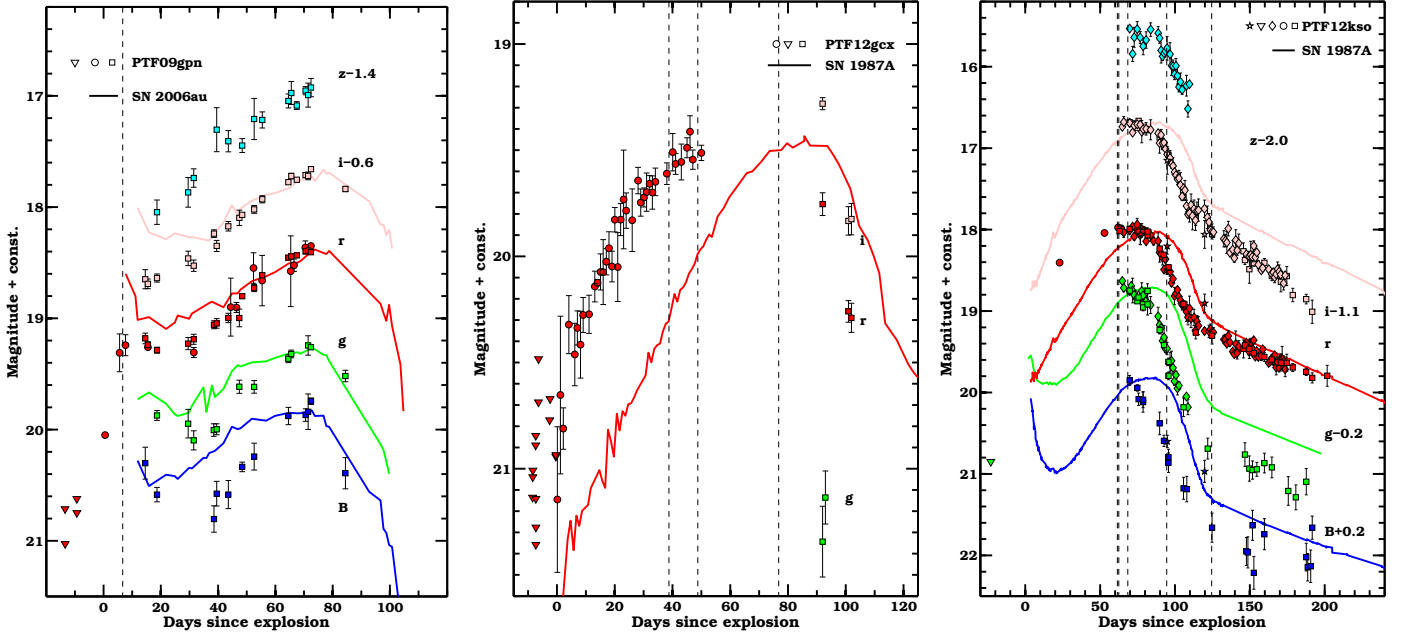 PTF09gpn
SN 2006au
z-1.4
i-0.6
r
g
B
17
18
19
20
21
0
20
40
60
80
100
Days since explosion
Magnitude + const.
PTF12gcx
SN 1987A
i
r
g
19
20
21
0
20
40
60
80
100
120
Days since explosion
Magnitude + const.
PTF12kso
SN 1987A
z-2.0
i-1.1
r
g-0.2
B+0.2
16
17
18
19
20
21
22
0
50
100
150
200
Days since explosion
Magnitude + const.